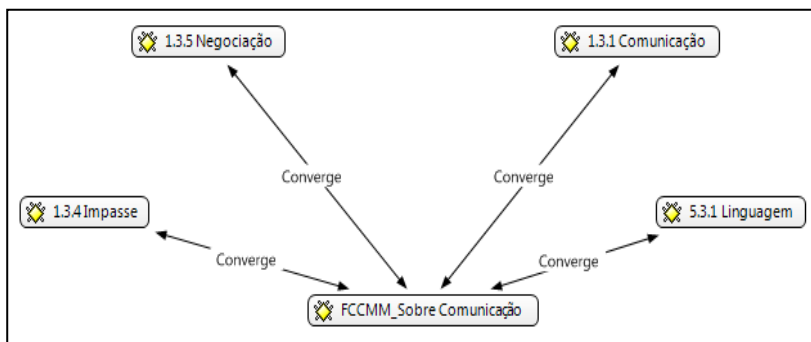 1.3.5 Negociação
1.3.1 Comunicação
Converge
Converge
1.3.4 Impasse
5.3.1 Linguagem
Converge
Converge
FCCMM_Sobre Comunicação